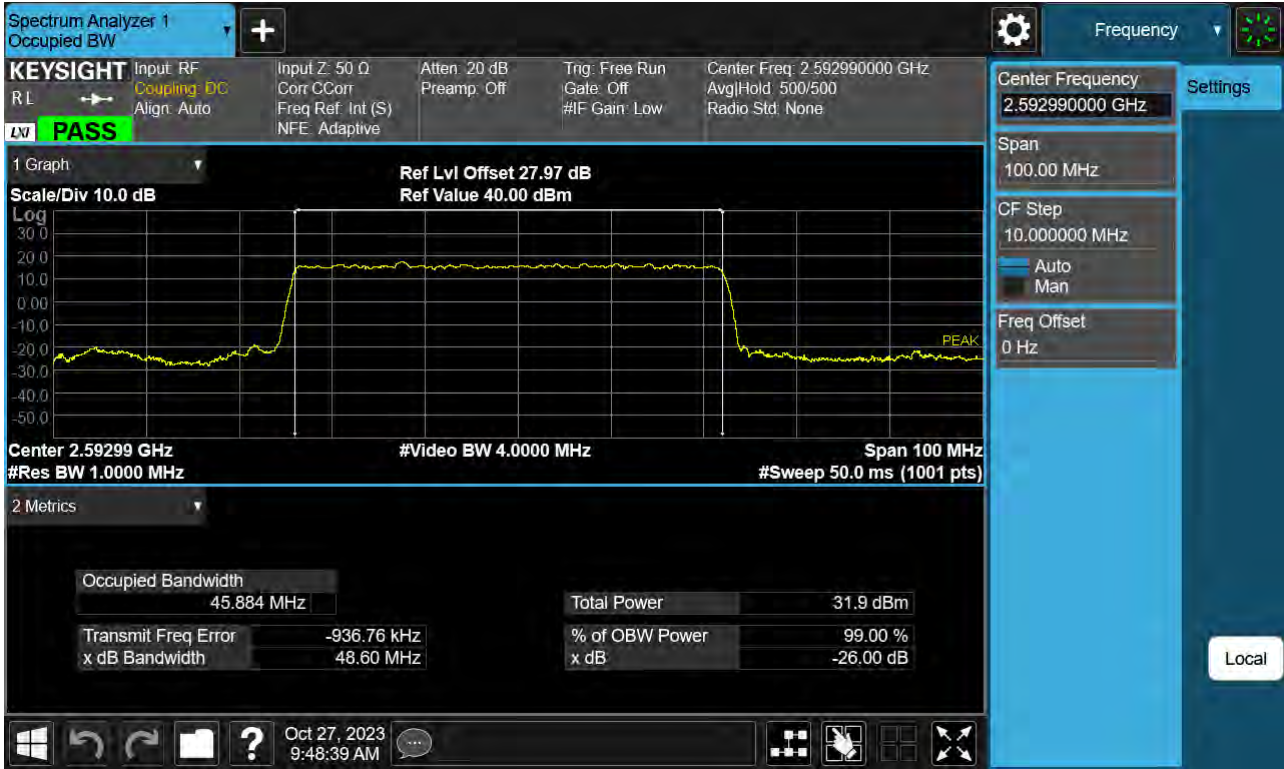 Spectrum Analyzer 1
Occupied BW
Frequency
KEYSIGHT
RL
LXI
PASS
Input: RF
Coupling: DC
Align: Auto
Input Z: 50 Ω
Corr CCorr
Freq Ref: Int (S)
NFE: Adaptive
Atten: 20 dB
Preamp: Off
Trig: Free Run
Gate: Off
#IF Gain: Low
Center Freq: 2.592990000 GHz
Avg|Hold: 500/500
Radio Std: None
Center Frequency
2.592990000 GHz
Settings
Span
100.00 MHz
CF Step
10.000000 MHz
Auto
Man
Freq Offset
0 Hz
Local
1 Graph
Scale/Div 10.0 dB
Ref Lvl Offset 27.97 dB
Ref Value 40.00 dBm
Log
30.0
20.0
10.0
0.00
-10.0
-20.0
-30.0
-40.0
-50.0
PEAK
Center 2.59299 GHz
#Video BW 4.0000 MHz
Span 100 MHz
#Res BW 1.0000 MHz
#Sweep 50.0 ms (1001 pts)
2 Metrics
Occupied Bandwidth
45.884 MHz
Total Power 31.9 dBm
Transmit Freq Error -936.76 kHz
% of OBW Power 99.00 %
x dB Bandwidth 48.60 MHz
x dB -26.00 dB
?
Oct 27, 2023
9:48:39 AM